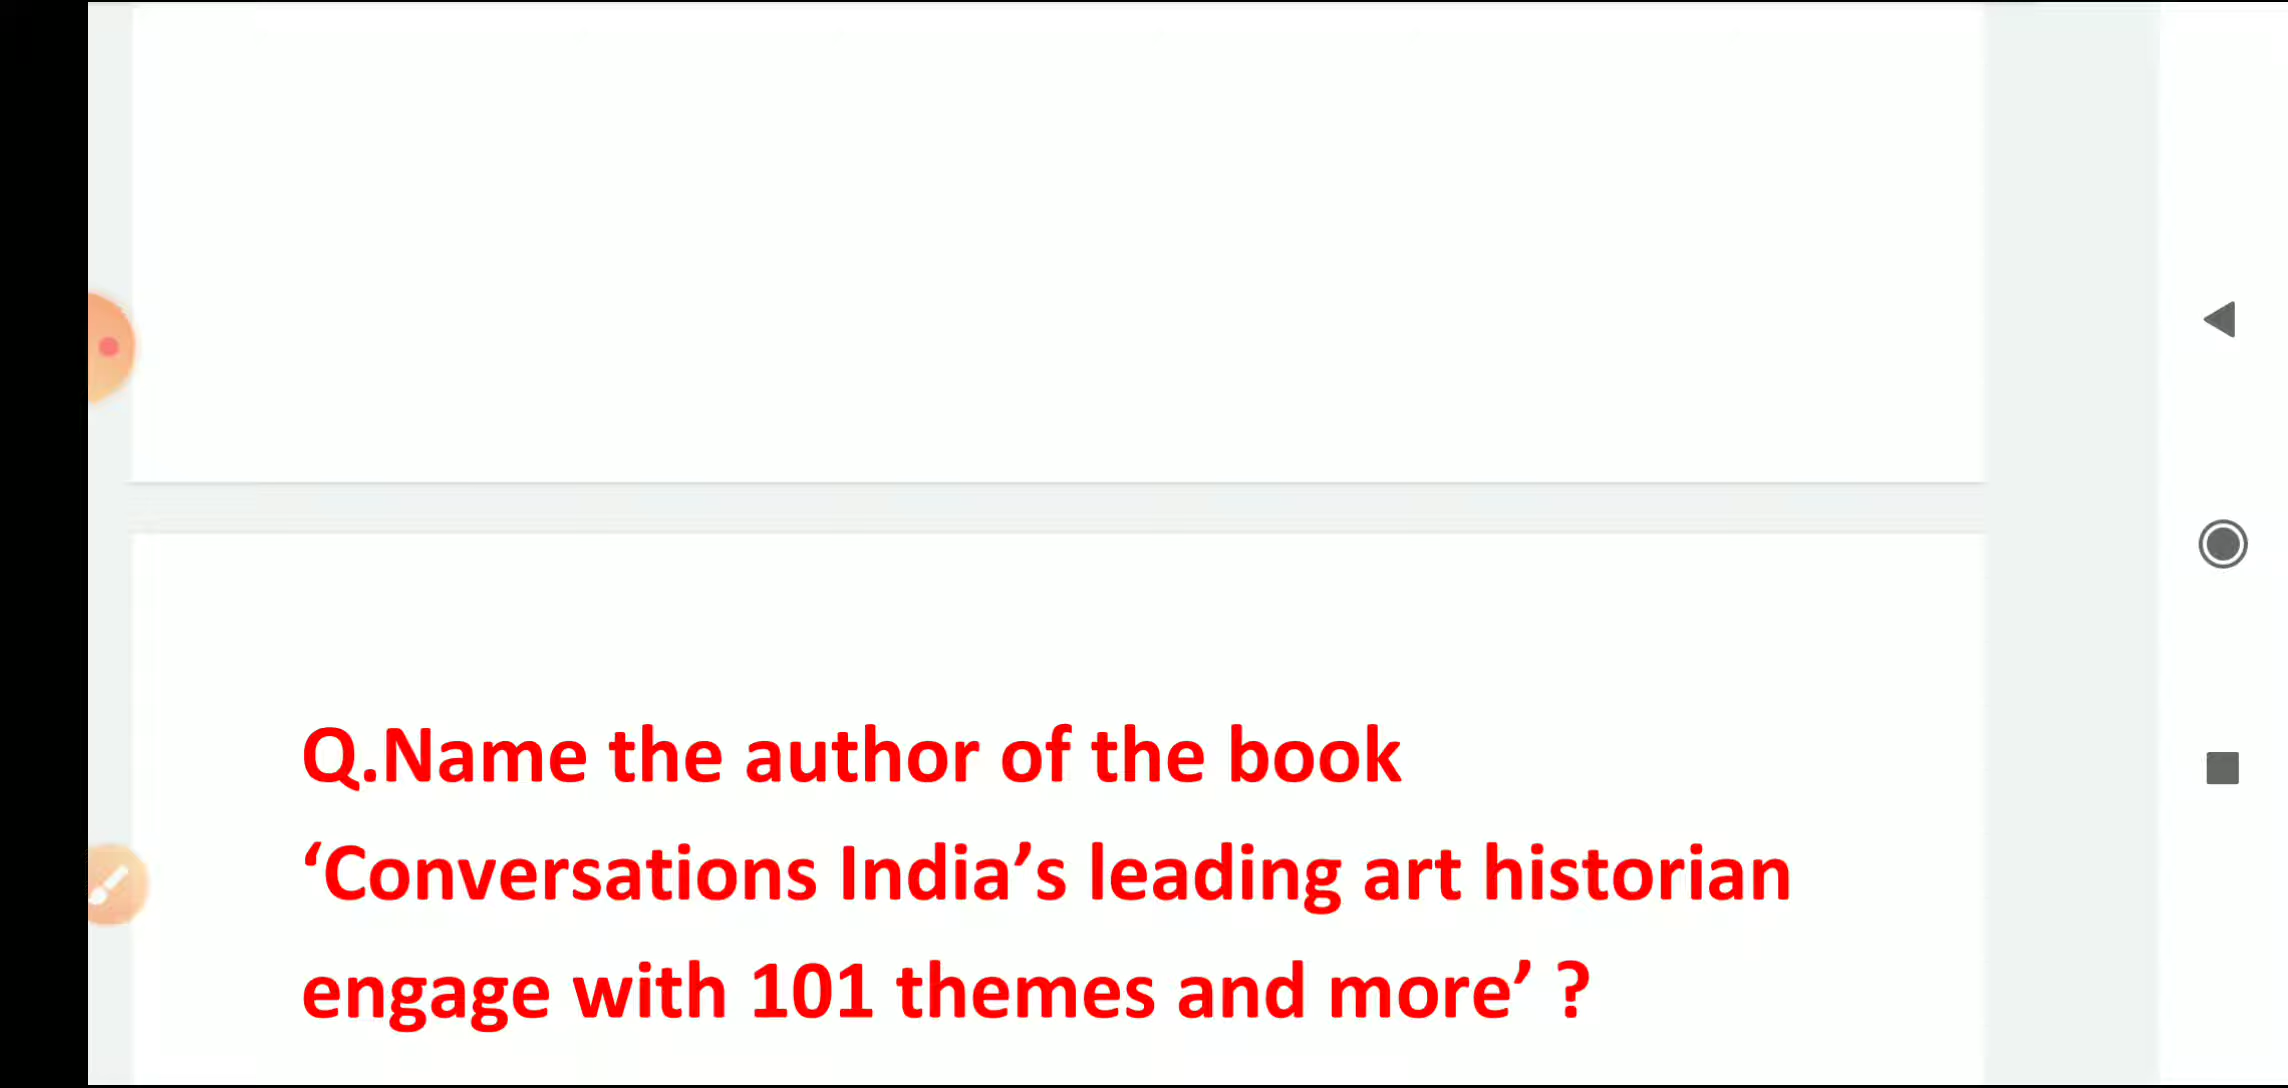 Q.Name the author of the book
‘Conversations India’s leading art historian
engage with 101 themes and more’ ?